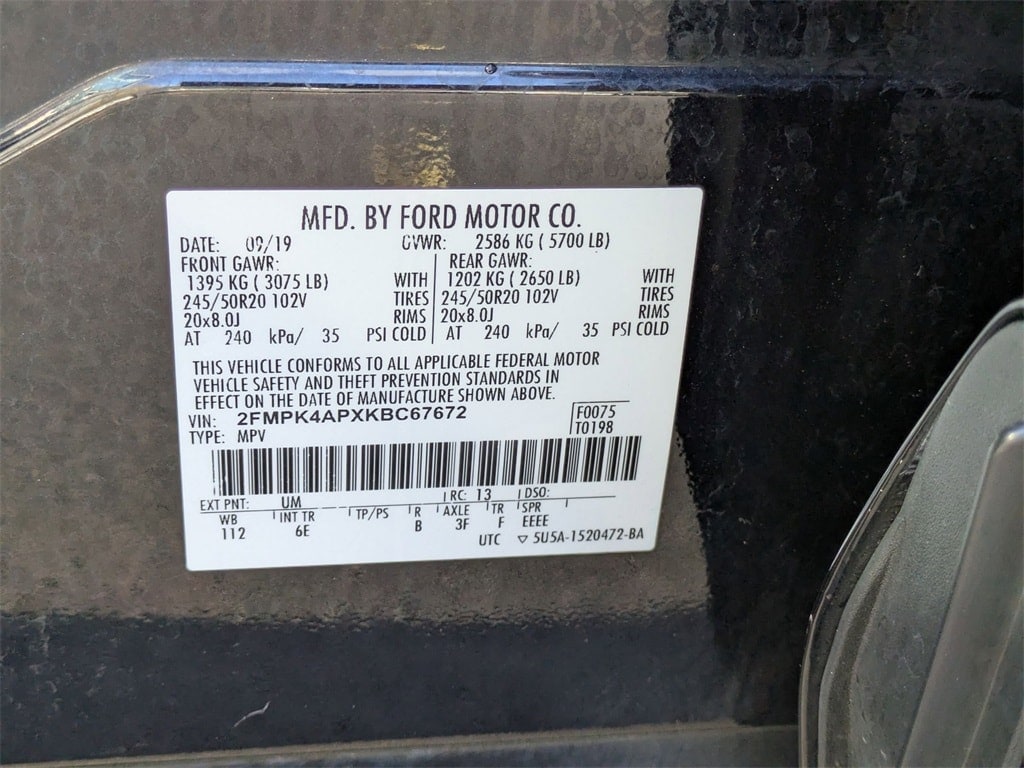 MFD. BY FORD MOTOR CO.
DATE: 09/19 GVWR: 2586 KG ( 5700 LB)
FRONT GAWR: REAR GAWR:
1395 KG ( 3075 LB) WITH 1202 KG ( 2650 LB) WITH
245/50R20 102V TIRES 245/50R20 102V TIRES
20x8.0J RIMS 20x8.0J RIMS
AT 240 kPa/ 35 PSI COLD AT 240 kPa/ 35 PSI COLD
THIS VEHICLE CONFORMS TO ALL APPLICABLE FEDERAL MOTOR
VEHICLE SAFETY AND THEFT PREVENTION STANDARDS IN
EFFECT ON THE DATE OF MANUFACTURE SHOWN ABOVE.
VIN: 2FMPK4APXKBC67672 F0075
TYPE: MPV T0198
EXT PNT: UM RC: 13 DSO:
WB INT TR TP/PS R AXLE TR SPR
112 6E B 3F F EEEE
UTC ▽ 5U5A-1520472-BA